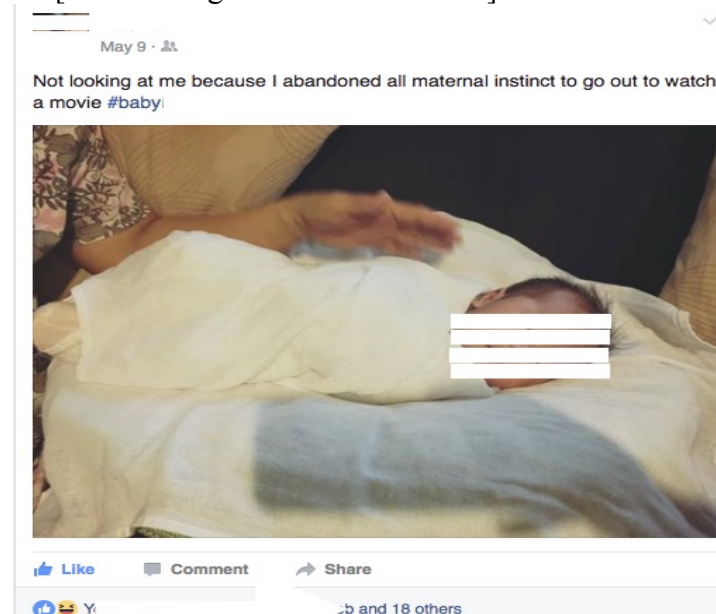 May 9 ·
Not looking at me because I abandoned all maternal instinct to go out to watch
a movie #baby
Like Comment Share
b and 18 others